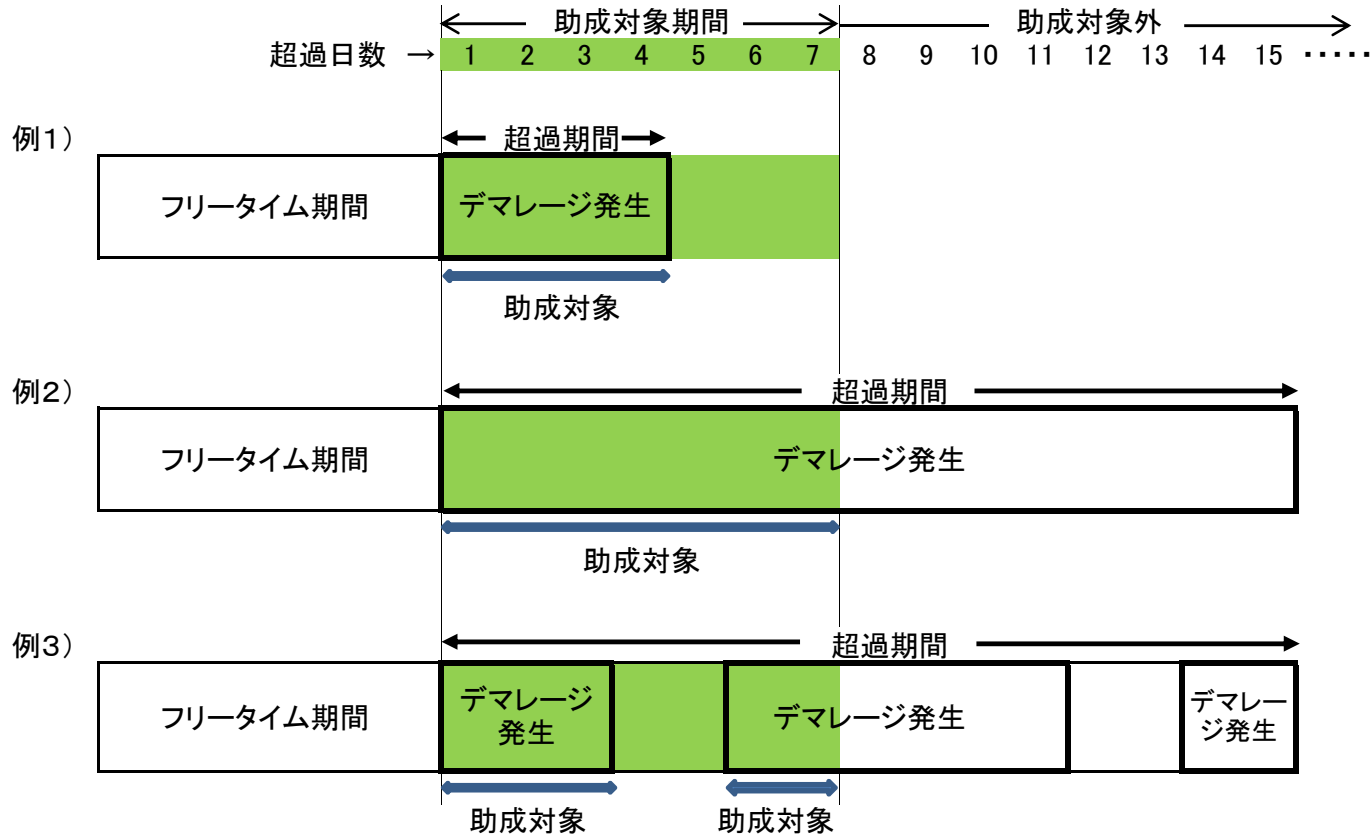 助成対象期間 助成対象外
超過日数 → 1 2 3 4 5 6 7 8 9 10 11 12 13 14 15 ・・・・・
例1）
超過期間
フリータイム期間 デマレージ発生
助成対象
例2）
超過期間
フリータイム期間 デマレージ発生
助成対象
例3）
超過期間
フリータイム期間
デマレージ
発生
デマレージ発生
デマレー
ジ発生
助成対象 助成対象